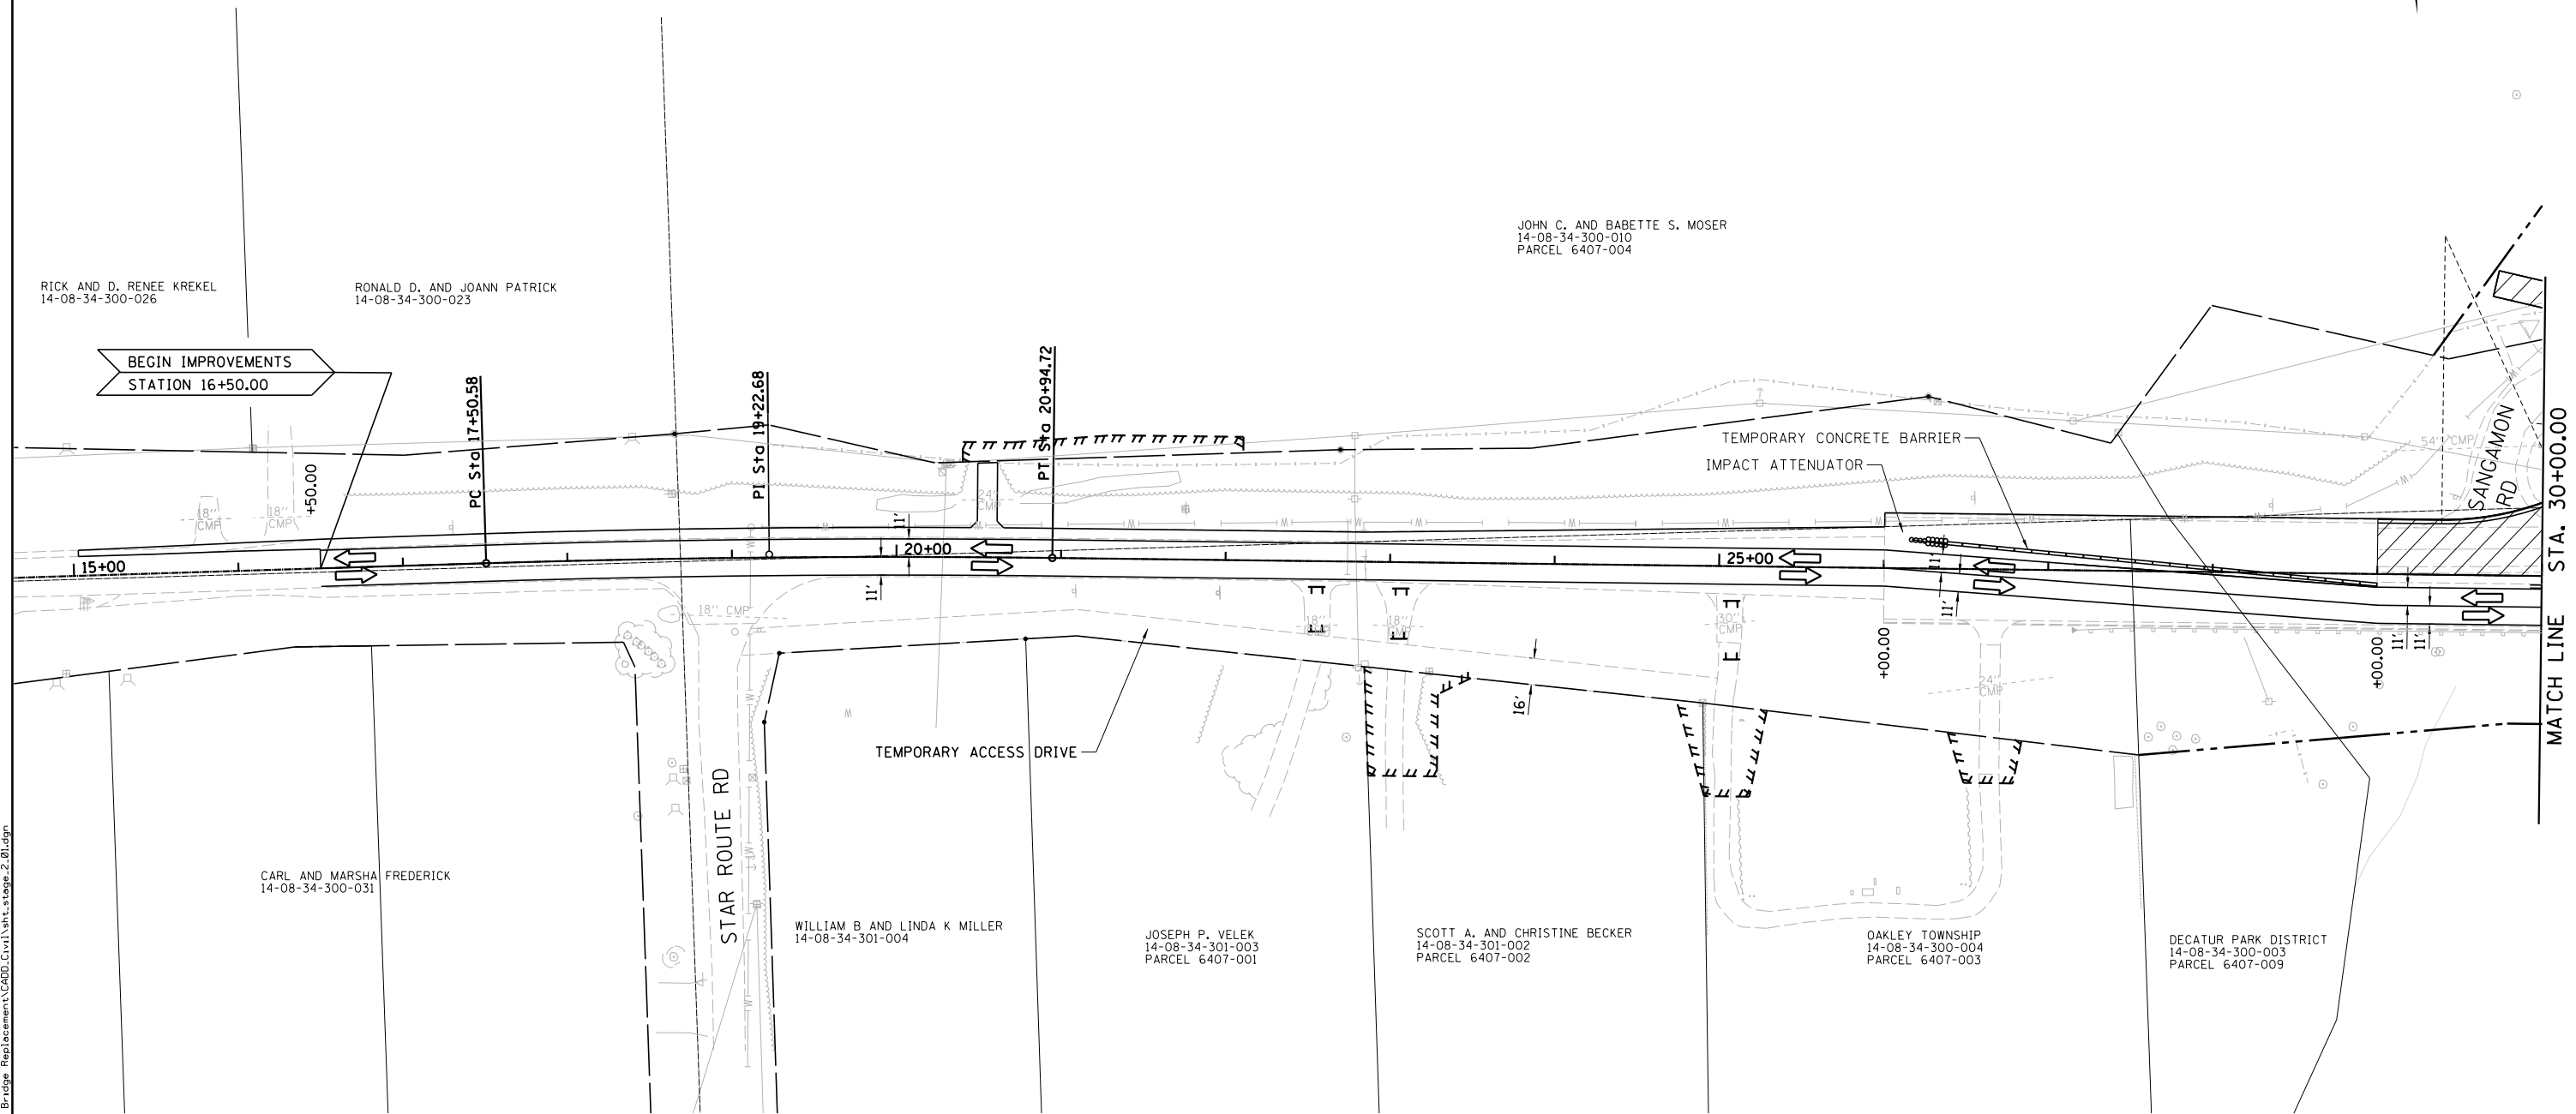 JOHN C. AND BABETTE S. MOSER
14-08-34-300-010
PARCEL 6407-004
RICK AND D. RENEE KREKEL
14-08-34-300-026
RONALD D. AND JOANN PATRICK
14-08-34-300-023
BEGIN IMPROVEMENTS
STATION 16+50.00
+50.00
PC Sta 17+50.58
PI Sta 19+22.68
PT Sta 20+94.72
TEMPORARY CONCRETE BARRIER
IMPACT ATTENUATOR
54" CMP
SANGAMON
RD
MATCH LINE STA. 30+00.00
18"
CMP
18"
CMP
24"
CMP
11'
15+00
20+00
25+00
11'
11'
11'
18" CMP
18"
18"
CMP
30"
CMP
+00.00
+00.00
11'
11'
24"
CMP
16'
TEMPORARY ACCESS DRIVE
STAR ROUTE RD
CARL AND MARSHA FREDERICK
14-08-34-300-031
WILLIAM B AND LINDA K MILLER
14-08-34-301-004
JOSEPH P. VELEK
14-08-34-301-003
PARCEL 6407-001
SCOTT A. AND CHRISTINE BECKER
14-08-34-301-002
PARCEL 6407-002
OAKLEY TOWNSHIP
14-08-34-300-004
PARCEL 6407-003
DECATUR PARK DISTRICT
14-08-34-300-003
PARCEL 6407-009
Bridge Replacement\CADD_Civil\sht_stage_2_01.dgn